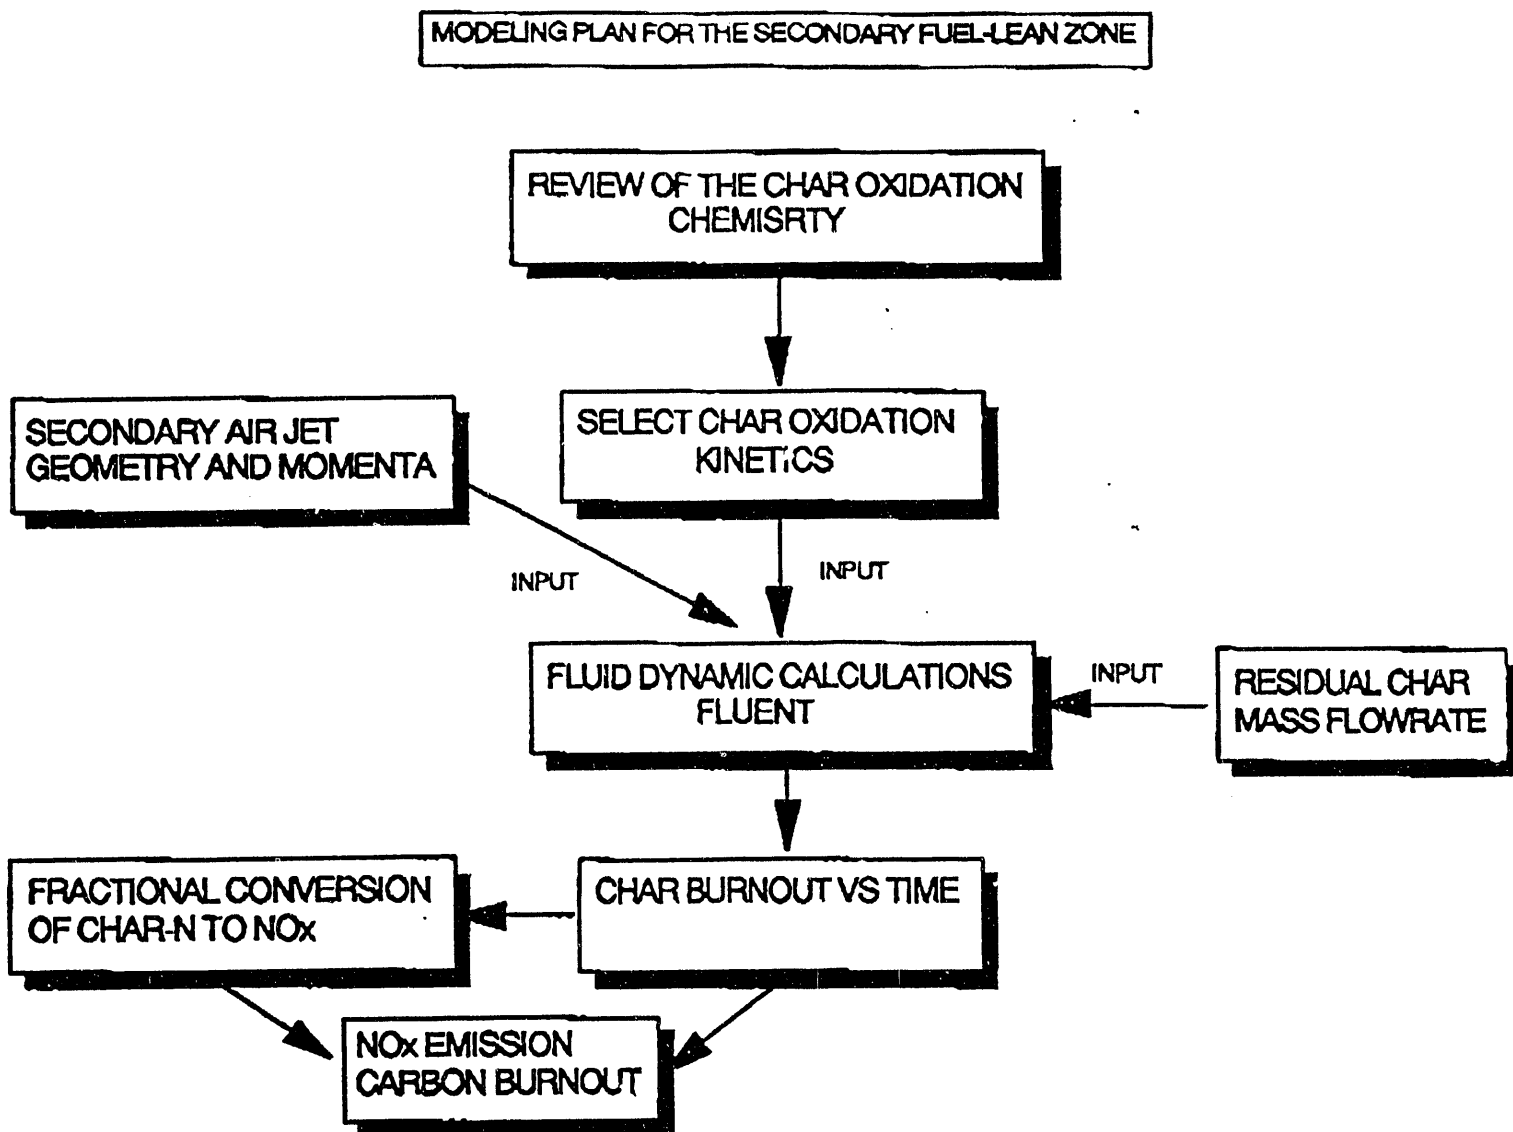 MODELING PLAN FOR THE SECONDARY FUEL-LEAN ZONE
REVIEW OF THE CHAR OXIDATION
CHEMISRTY
SECONDARY AIR JET
GEOMETRY AND MOMENTA
SELECT CHAR OXIDATION
KINETICS
INPUT
INPUT
FLUID DYNAMIC CALCULATIONS
FLUENT
INPUT
RESIDUAL CHAR
MASS FLOWRATE
FRACTIONAL CONVERSION
OF CHAR-N TO NOx
CHAR BURNOUT VS TIME
NOx EMISSION
CARBON BURNOUT